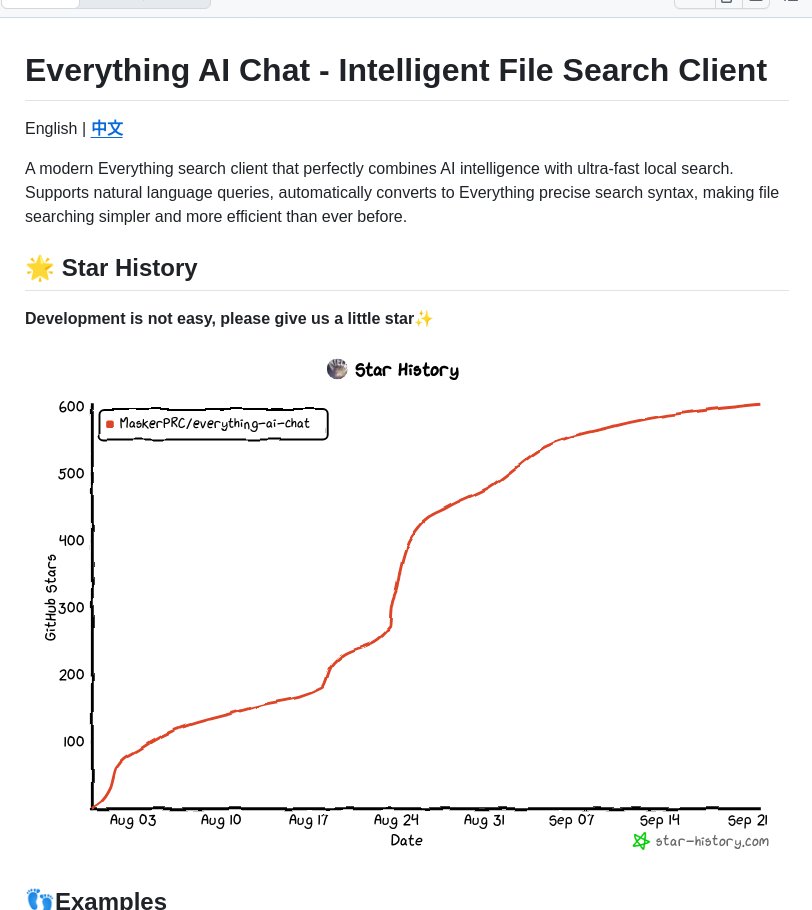 Everything AI Chat - Intelligent File Search Client
English | 中文
A modern Everything search client that perfectly combines AI intelligence with ultra-fast local search.
Supports natural language queries, automatically converts to Everything precise search syntax, making file
searching simpler and more efficient than ever before.
🌟 Star History
Development is not easy, please give us a little star✨
Star History
MaskerPRC/everything-ai-chat
600
500
400
300
200
100
GitHub Stars
Aug 03 Aug 10 Aug 17 Aug 24 Aug 31 Sep 07 Sep 14 Sep 21
Date
star-history.com
👣Examples